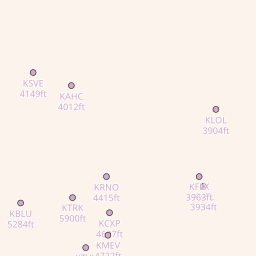 KSVE
4149ft
KAHC
4012ft
KLOL
3904ft
KRNO
4415ft
3963ft
3934ft
KTRK
5900ft
KBLU
5284ft
KCXP
KMEV